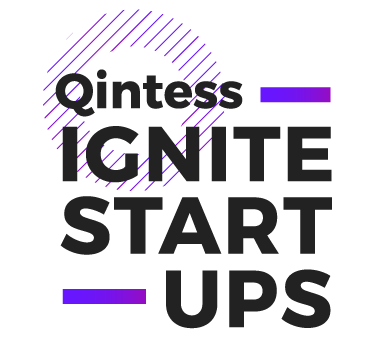 Qintess
IGNITE
START
UPS